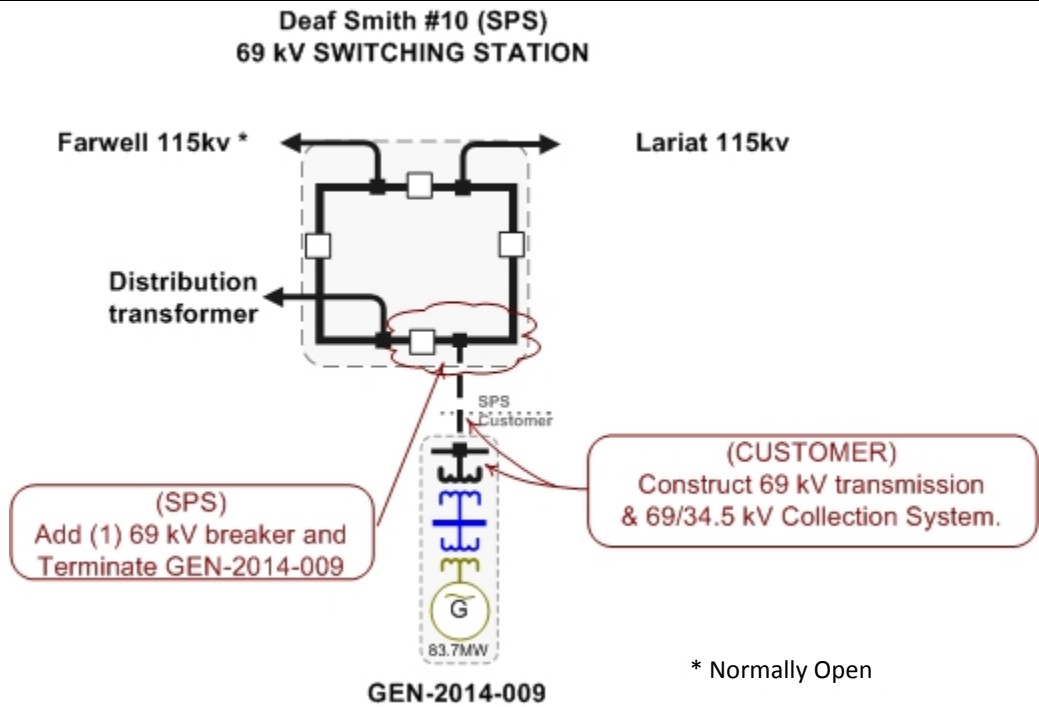 Deaf Smith #10 (SPS)
69 kV SWITCHING STATION
Farwell 115kv *
Lariat 115kv
Distribution
transformer
SPS
Customer
(SPS)
Add (1) 69 kV breaker and
Terminate GEN-2014-009
(CUSTOMER)
Construct 69 kV transmission
& 69/34.5 kV Collection System.
G
83.7MW
* Normally Open
GEN-2014-009